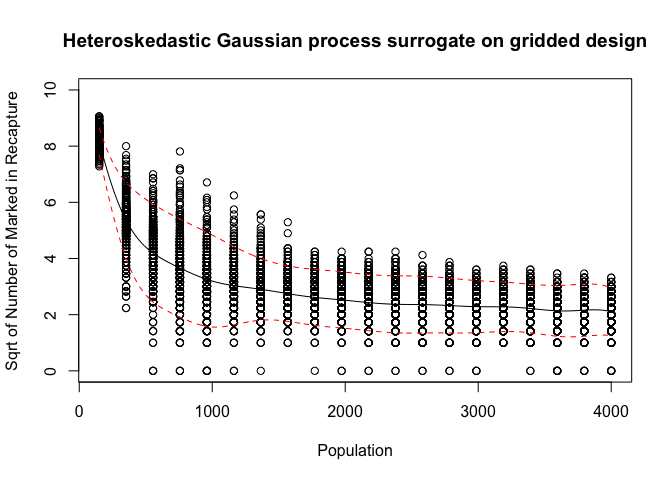 Heteroskedastic Gaussian process surrogate on gridded design
Sqrt of Number of Marked in Recapture
10
8
6
4
2
0
0 1000 2000 3000 4000
Population